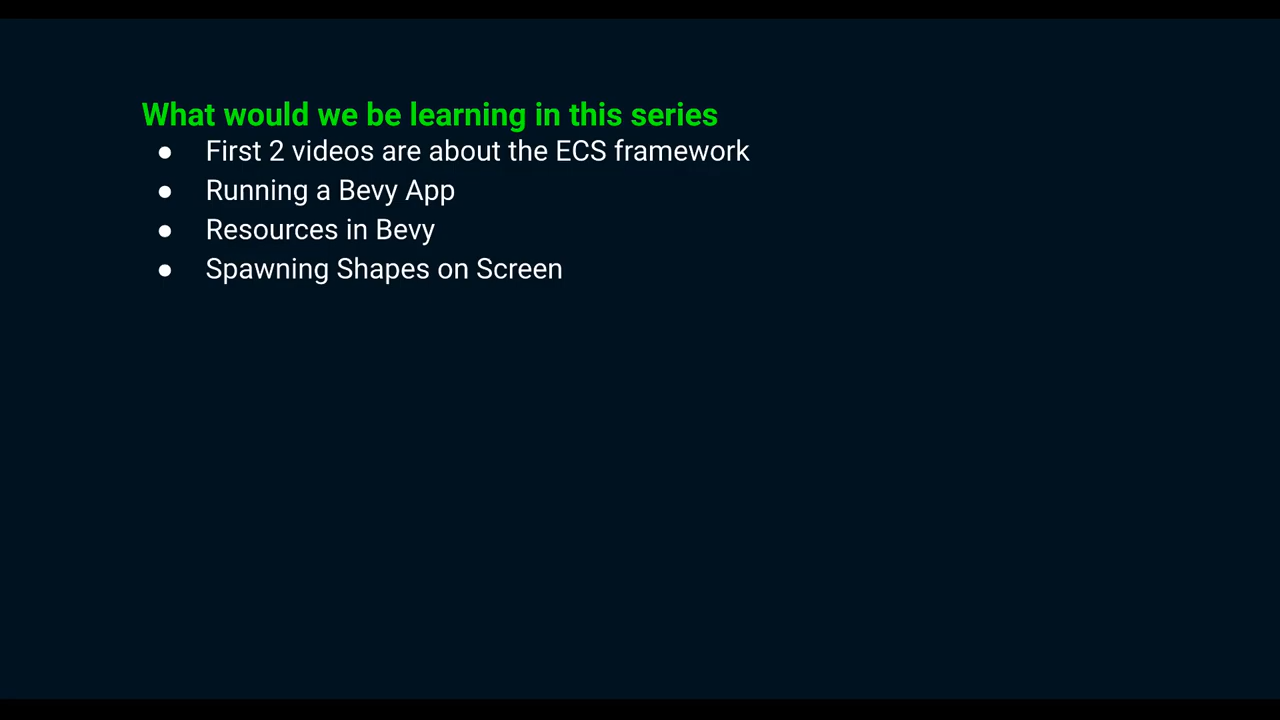 What would we be learning in this series
● First 2 videos are about the ECS framework
● Running a Bevy App
● Resources in Bevy
● Spawning Shapes on Screen